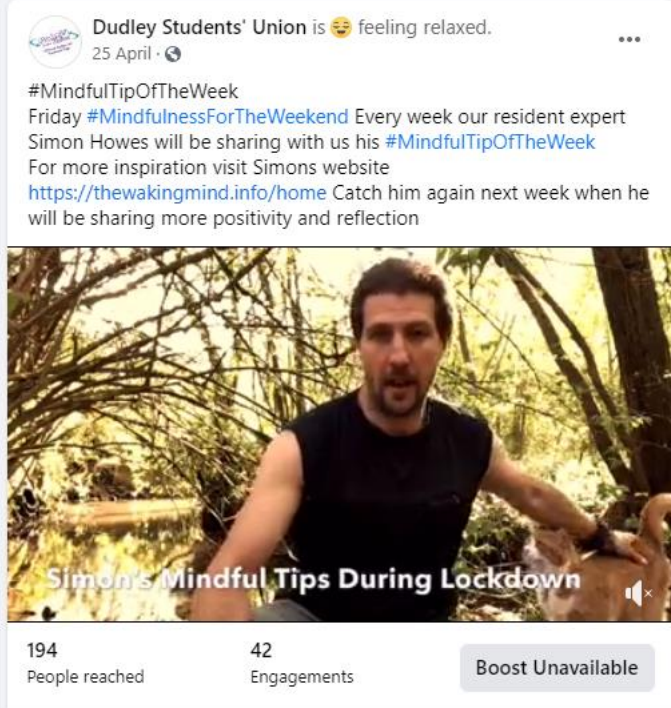 Dudley Students' Union is 😌 feeling relaxed.
25 April ·
#MindfulTipOfTheWeek
Friday #MindfulnessForTheWeekend Every week our resident expert
Simon Howes will be sharing with us his #MindfulTipOfTheWeek
For more inspiration visit Simons website
https://thewakingmind.info/home Catch him again next week when he
will be sharing more positivity and reflection
Simon's Mindful Tips During Lockdown
194
People reached
42
Engagements
Boost Unavailable